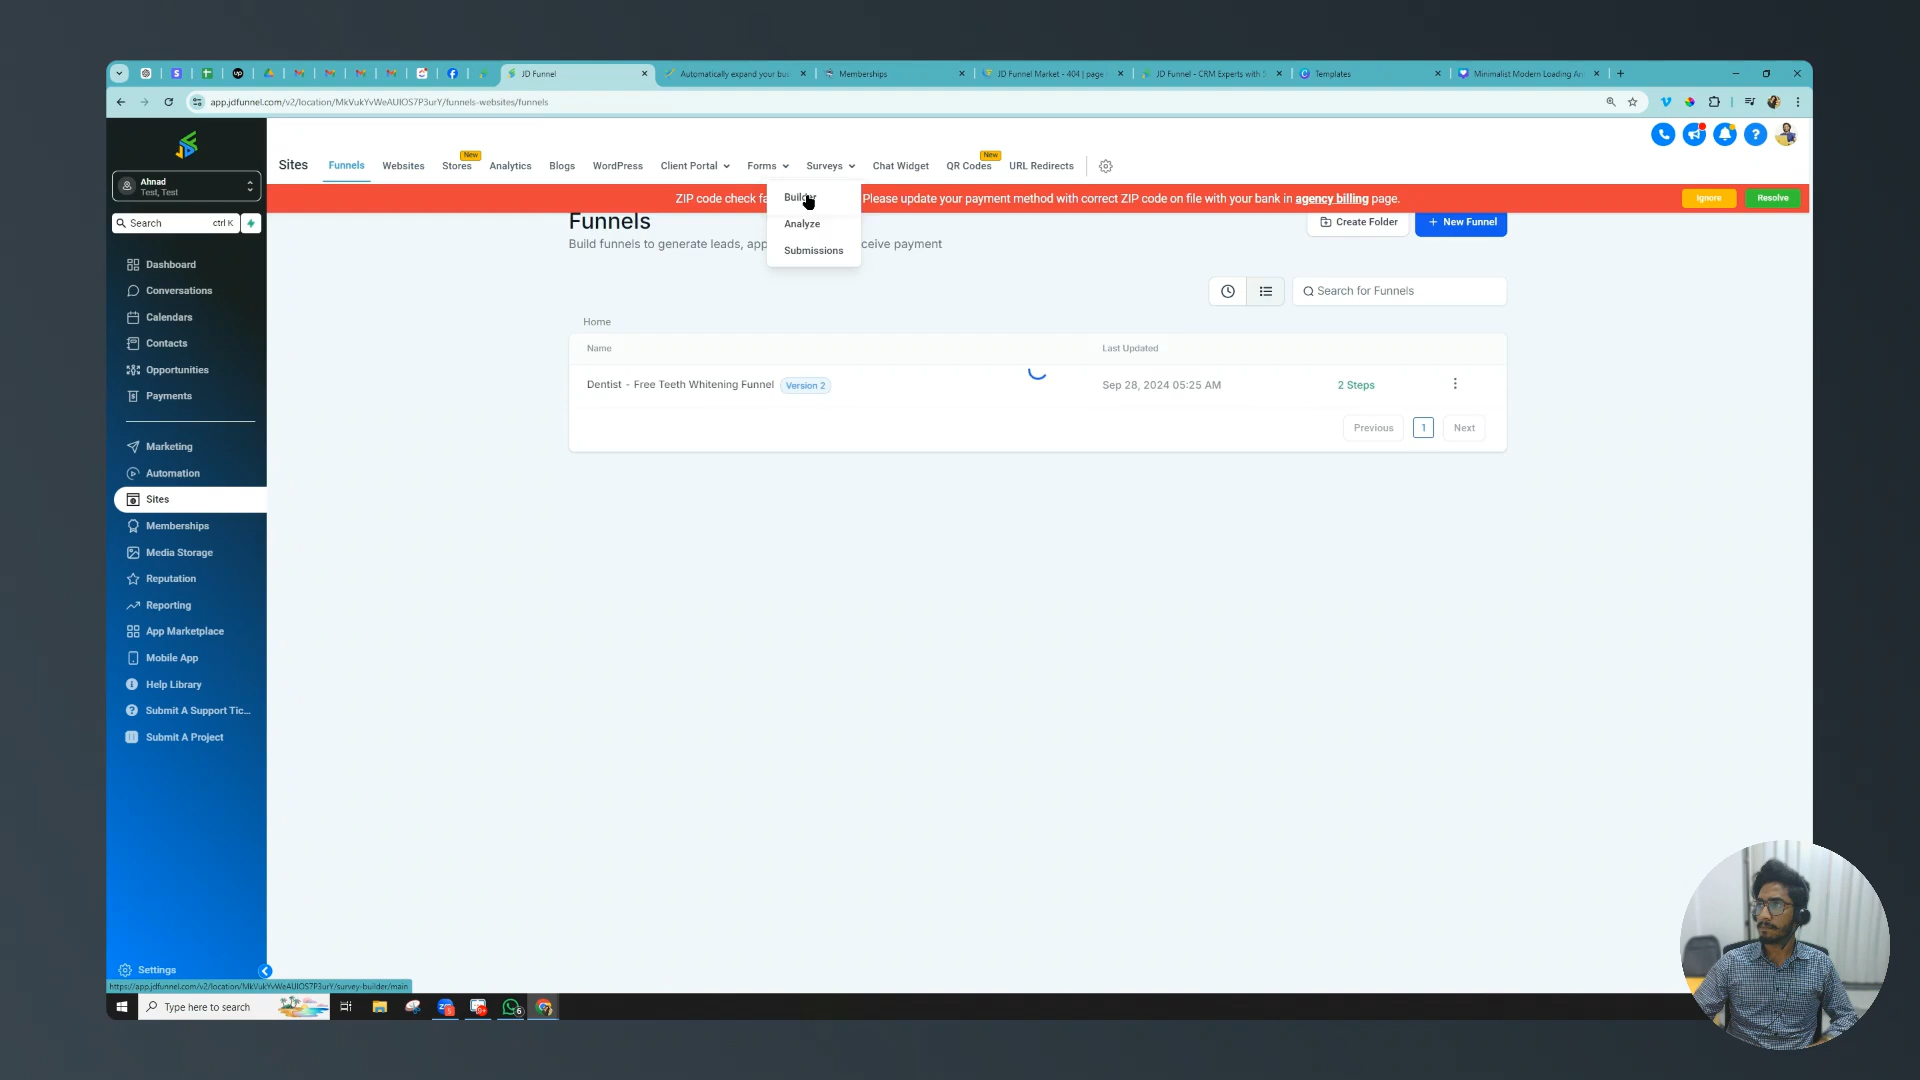 JD Funnel
Automatically expand your bus
Memberships
JD Funnel Market - 404 | page
JD Funnel - CRM Experts with S
Templates
Minimalist Modern Loading An
app.jdfunnel.com/v2/location/MkVukYvWeAUIOS7P3urY/funnels-websites/funnels
Ahnad
Test, Test
Search
ctrl K
Dashboard
Conversations
Calendars
Contacts
Opportunities
Payments
Marketing
Automation
Sites
Memberships
Media Storage
Reputation
Reporting
App Marketplace
Mobile App
Help Library
Submit A Support Tic...
Submit A Project
Settings
Sites
Funnels
Websites
Stores
New
Analytics
Blogs
WordPress
Client Portal
Forms
Surveys
Chat Widget
QR Codes
New
URL Redirects
ZIP code check fa
Please update your payment method with correct ZIP code on file with your bank in agency billing page.
Ignore
Resolve
Builder
Analyze
Submissions
Funnels
Build funnels to generate leads, app
ceive payment
Create Folder
+ New Funnel
Search for Funnels
Home
Name
Last Updated
Dentist - Free Teeth Whitening Funnel
Version 2
Sep 28, 2024 05:25 AM
2 Steps
Previous
1
Next
https://app.jdfunnel.com/v2/location/MkVukYvWeAUIOS7P3urY/survey-builder/main
Type here to search